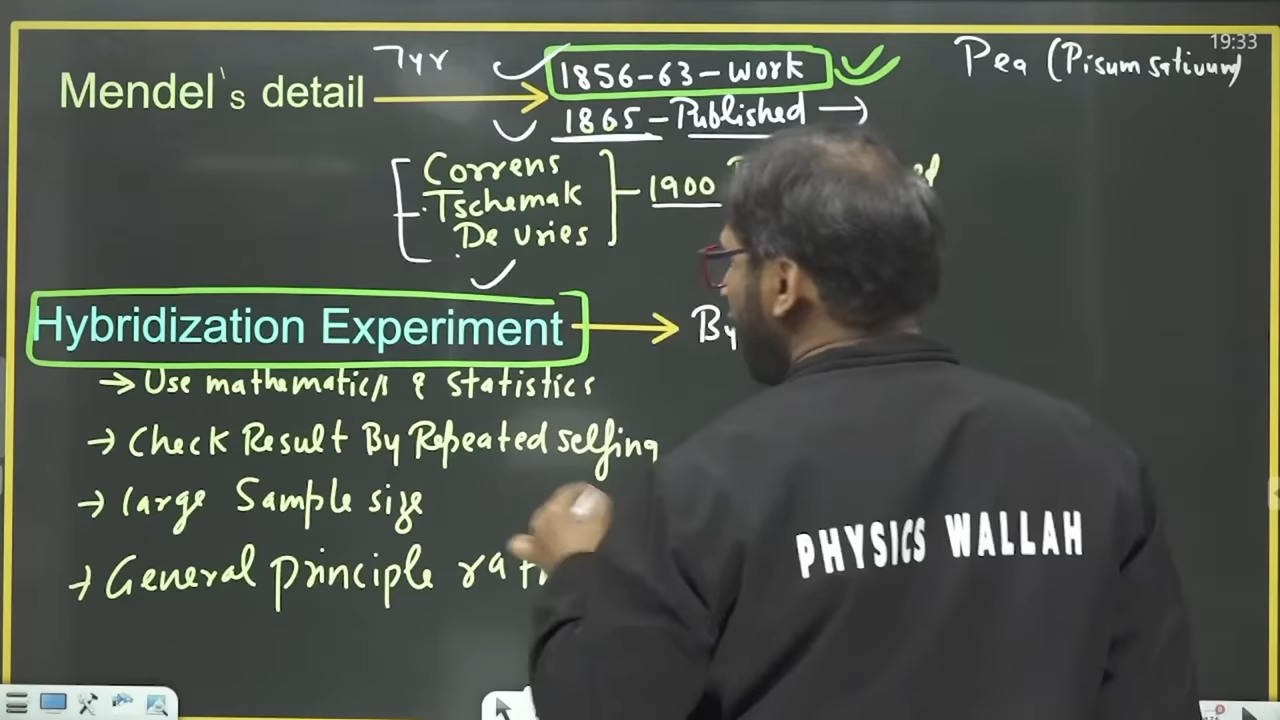 19:33
7yr
Mendel's detail
1856-63-work
Pea (Pisum sativum)
1865 - Published
Correns
Tschemak
De vries
1900
Hybridization Experiment
By
Use mathematics & Statistics
Check Result By Repeated selfing
large Sample size
General principle
PHYSICS WALLAH